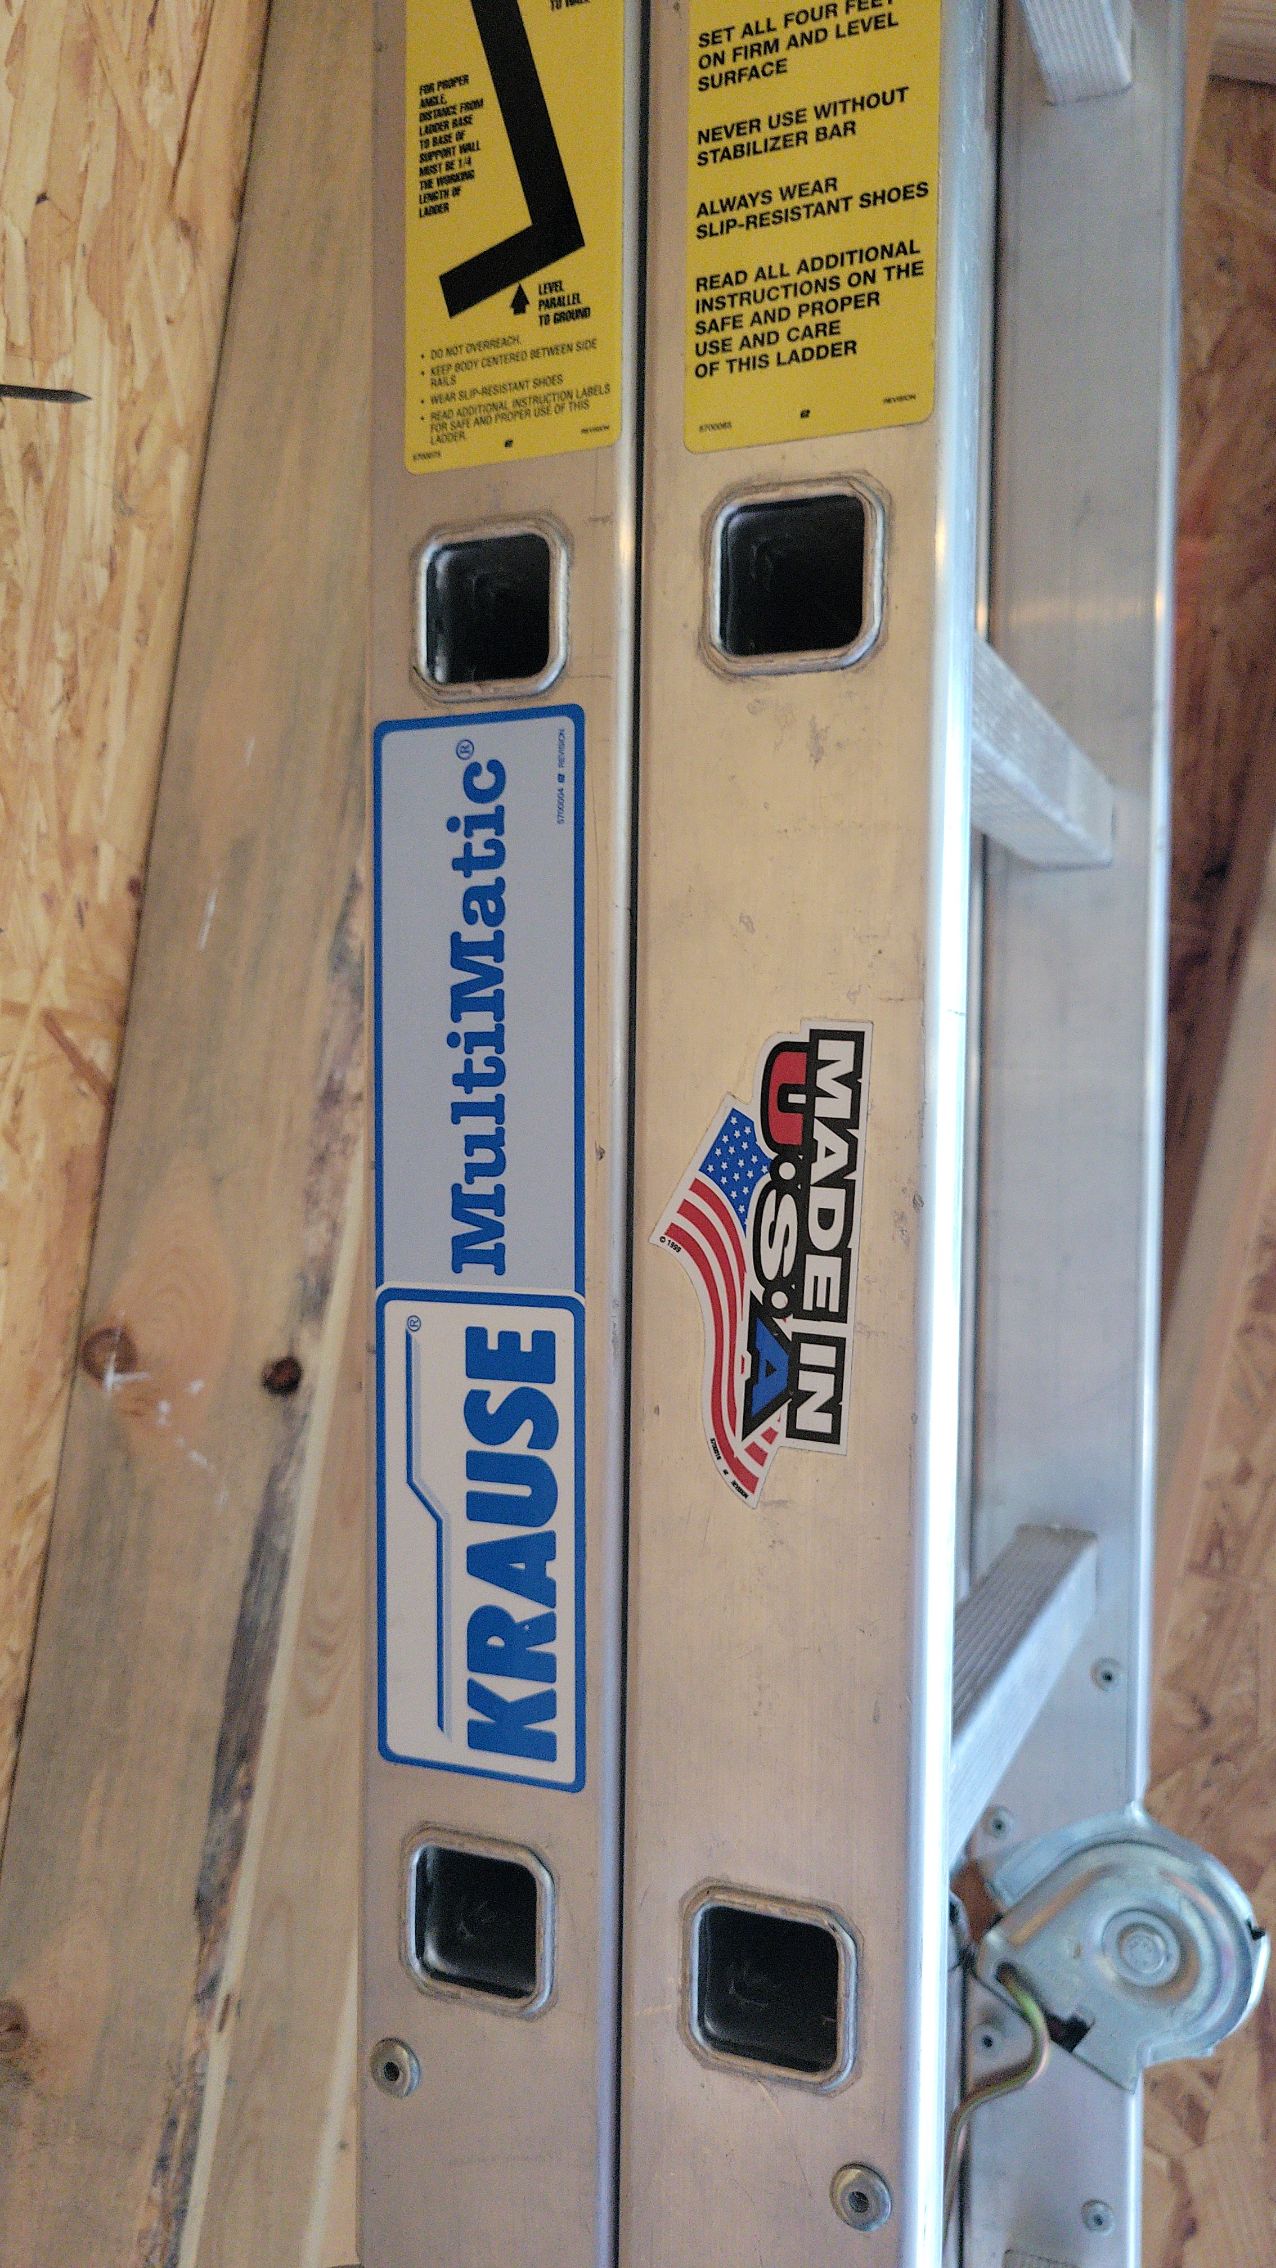 TO WALL
FOR PROPER
ANGLE,
DISTANCE FROM
LADDER BASE
TO BASE OF
SUPPORT WALL
MUST BE 1/4
THE WORKING
LENGTH OF
LADDER
LEVEL
PARALLEL
TO GROUND
• DO NOT OVERREACH.
• KEEP BODY CENTERED BETWEEN SIDE
RAILS
• WEAR SLIP-RESISTANT SHOES
• READ ADDITIONAL INSTRUCTION LABELS
FOR SAFE AND PROPER USE OF THIS
LADDER.
REVISION
SET ALL FOUR FEET
ON FIRM AND LEVEL
SURFACE
NEVER USE WITHOUT
STABILIZER BAR
ALWAYS WEAR
SLIP-RESISTANT SHOES
READ ALL ADDITIONAL
INSTRUCTIONS ON THE
SAFE AND PROPER
USE AND CARE
OF THIS LADDER
REVISION
KRAUSE®
MultiMatic®
REVISION
MADE IN
U.S.A
© 1999